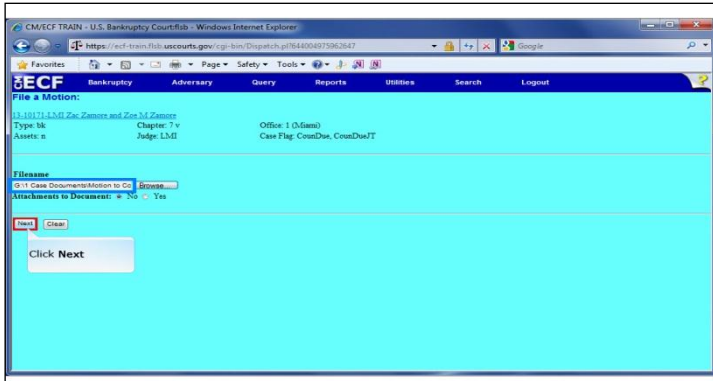 CM/ECF TRAIN - U.S. Bankruptcy Court:flsb - Windows Internet Explorer
https://ecf-train.flsb.uscourts.gov/cgi-bin/Dispatch.pl?644004975962647
Google
Favorites Page Safety Tools
ECF Bankruptcy Adversary Query Reports Utilities Search Logout ?
File a Motion:
13-10171-LMI Zac Zamore and Zoe M Zamore
Type: bk Chapter: 7 v Office: 1 (Miami)
Assets: n Judge: LMI Case Flag: CounDue, CounDueJT
Filename
G:\1 Case Documents\Motion to Co Browse...
Attachments to Document: No Yes
Next Clear
Click Next